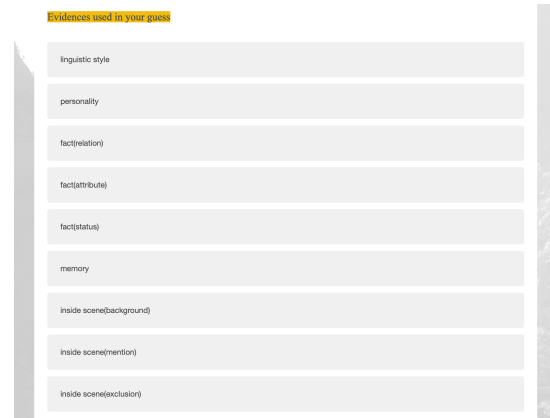 Evidences used in your guess
linguistic style
personality
fact(relation)
fact(attribute)
fact(status)
memory
inside scene(background)
inside scene(mention)
inside scene(exclusion)